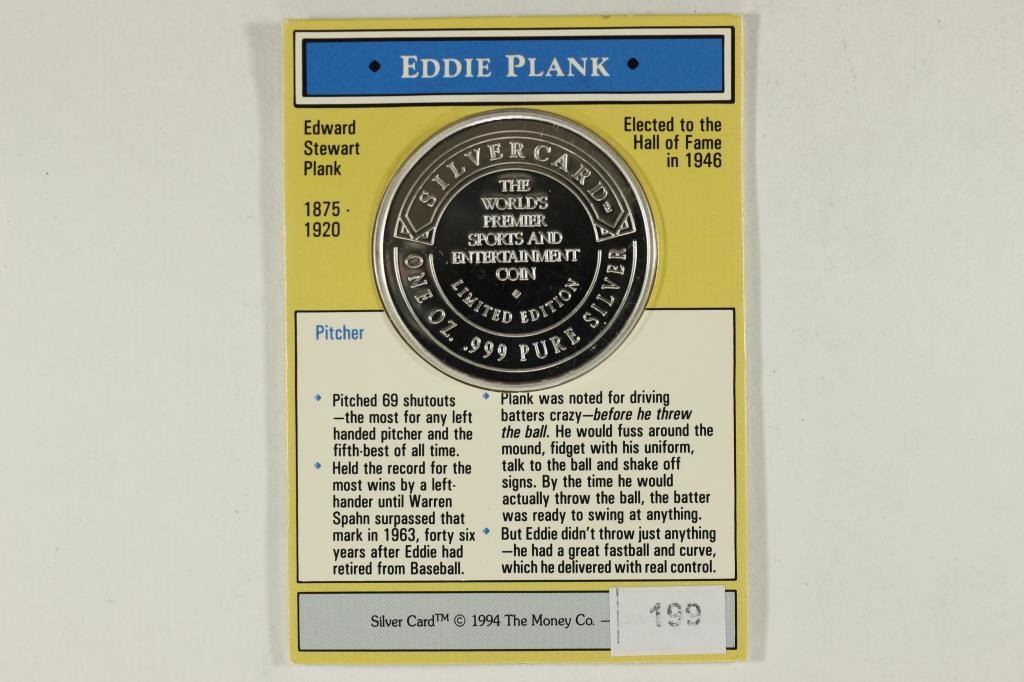 • EDDIE PLANK •
Edward
Stewart
Plank
1875 -
1920
Elected to the
Hall of Fame
in 1946
SILVERCARD™
THE
WORLD'S
PREMIER
SPORTS AND
ENTERTAINMENT
COIN
LIMITED EDITION
ONE OZ. .999 PURE SILVER
Pitcher
Pitched 69 shutouts
—the most for any left
handed pitcher and the
fifth-best of all time.
Held the record for the
most wins by a left-
hander until Warren
Spahn surpassed that
mark in 1963, forty six
years after Eddie had
retired from Baseball.
Plank was noted for driving
batters crazy—before he threw
the ball. He would fuss around the
mound, fidget with his uniform,
talk to the ball and shake off
signs. By the time he would
actually throw the ball, the batter
was ready to swing at anything.
But Eddie didn't throw just anything
—he had a great fastball and curve,
which he delivered with real control.
Silver Card™ © 1994 The Money Co. —
199